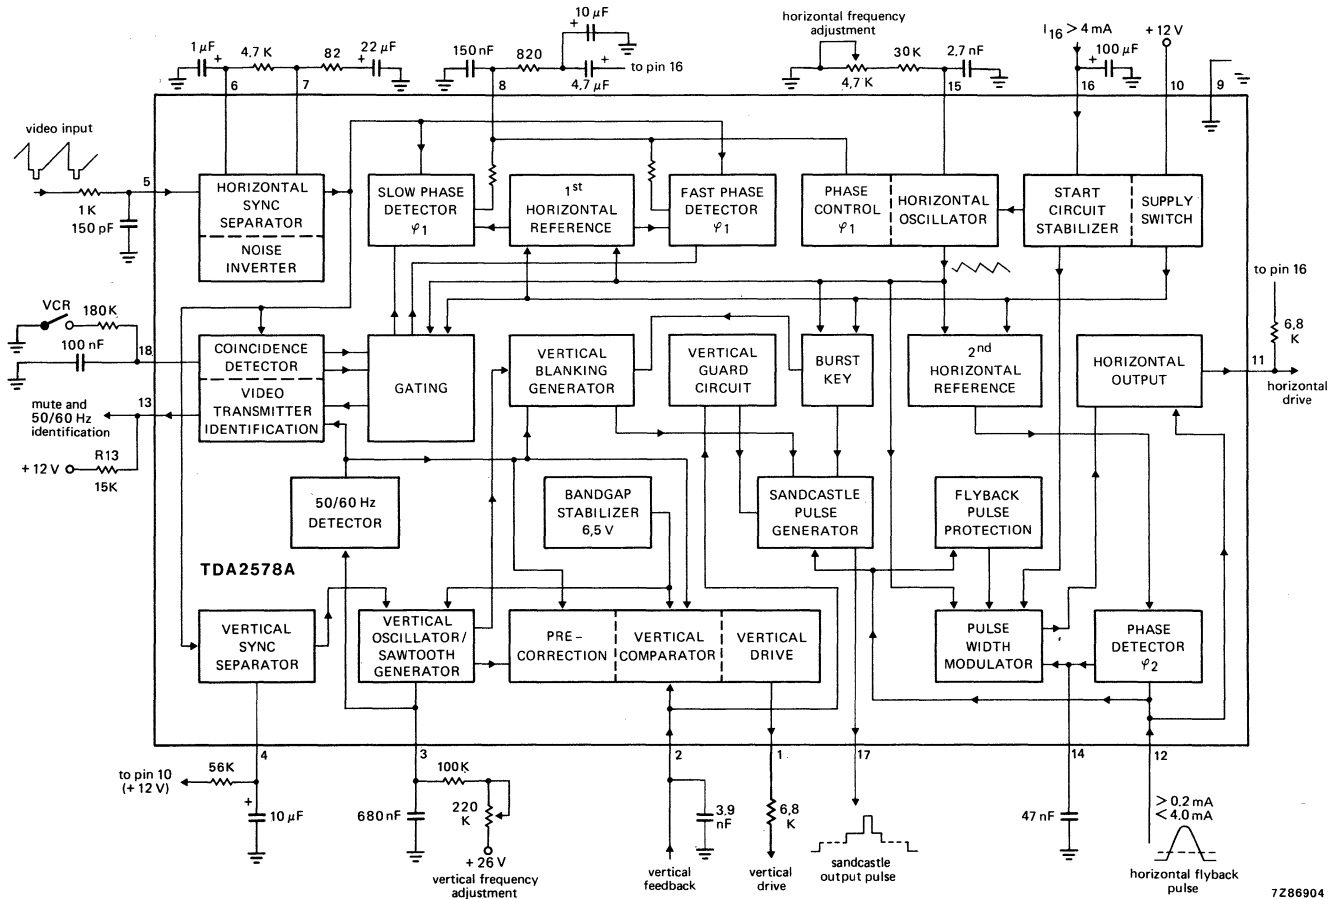 1 μF
+
4,7 K
82
22 μF
+
6
7
150 nF
820
10 μF
+
+
4,7 μF
to pin 16
8
horizontal frequency
adjustment
4,7 K
30 K
2,7 nF
15
I16 > 4 mA
+
100 μF
16
+12 V
10
9
video input
5
1 K
150 pF
HORIZONTAL
SYNC
SEPARATOR
NOISE
INVERTER
SLOW PHASE
DETECTOR
φ1
1st
HORIZONTAL
REFERENCE
FAST PHASE
DETECTOR
φ1
PHASE
CONTROL
φ1
HORIZONTAL
OSCILLATOR
START
CIRCUIT
STABILIZER
SUPPLY
SWITCH
to pin 16
6,8
K
11
horizontal
drive
VCR
180K
100 nF
18
mute and
50/60 Hz
identification
13
+12 V
R13
15K
COINCIDENCE
DETECTOR
VIDEO
TRANSMITTER
IDENTIFICATION
GATING
VERTICAL
BLANKING
GENERATOR
VERTICAL
GUARD
CIRCUIT
BURST
KEY
2nd
HORIZONTAL
REFERENCE
HORIZONTAL
OUTPUT
50/60 Hz
DETECTOR
BANDGAP
STABILIZER
6,5 V
SANDCASTLE
PULSE
GENERATOR
FLYBACK
PULSE
PROTECTION
TDA2578A
VERTICAL
SYNC
SEPARATOR
VERTICAL
OSCILLATOR/
SAWTOOTH
GENERATOR
PRE-
CORRECTION
VERTICAL
COMPARATOR
VERTICAL
DRIVE
PULSE
WIDTH
MODULATOR
PHASE
DETECTOR
φ2
4
3
2
1
17
14
12
to pin 10
(+ 12 V)
56K
+
10 μF
100K
680 nF
220
K
+ 26 V
vertical frequency
adjustment
3,9
nF
vertical
feedback
6,8
K
vertical
drive
sandcastle
output pulse
47 nF
> 0.2 mA
< 4.0 mA
horizontal flyback
pulse
7Z86904